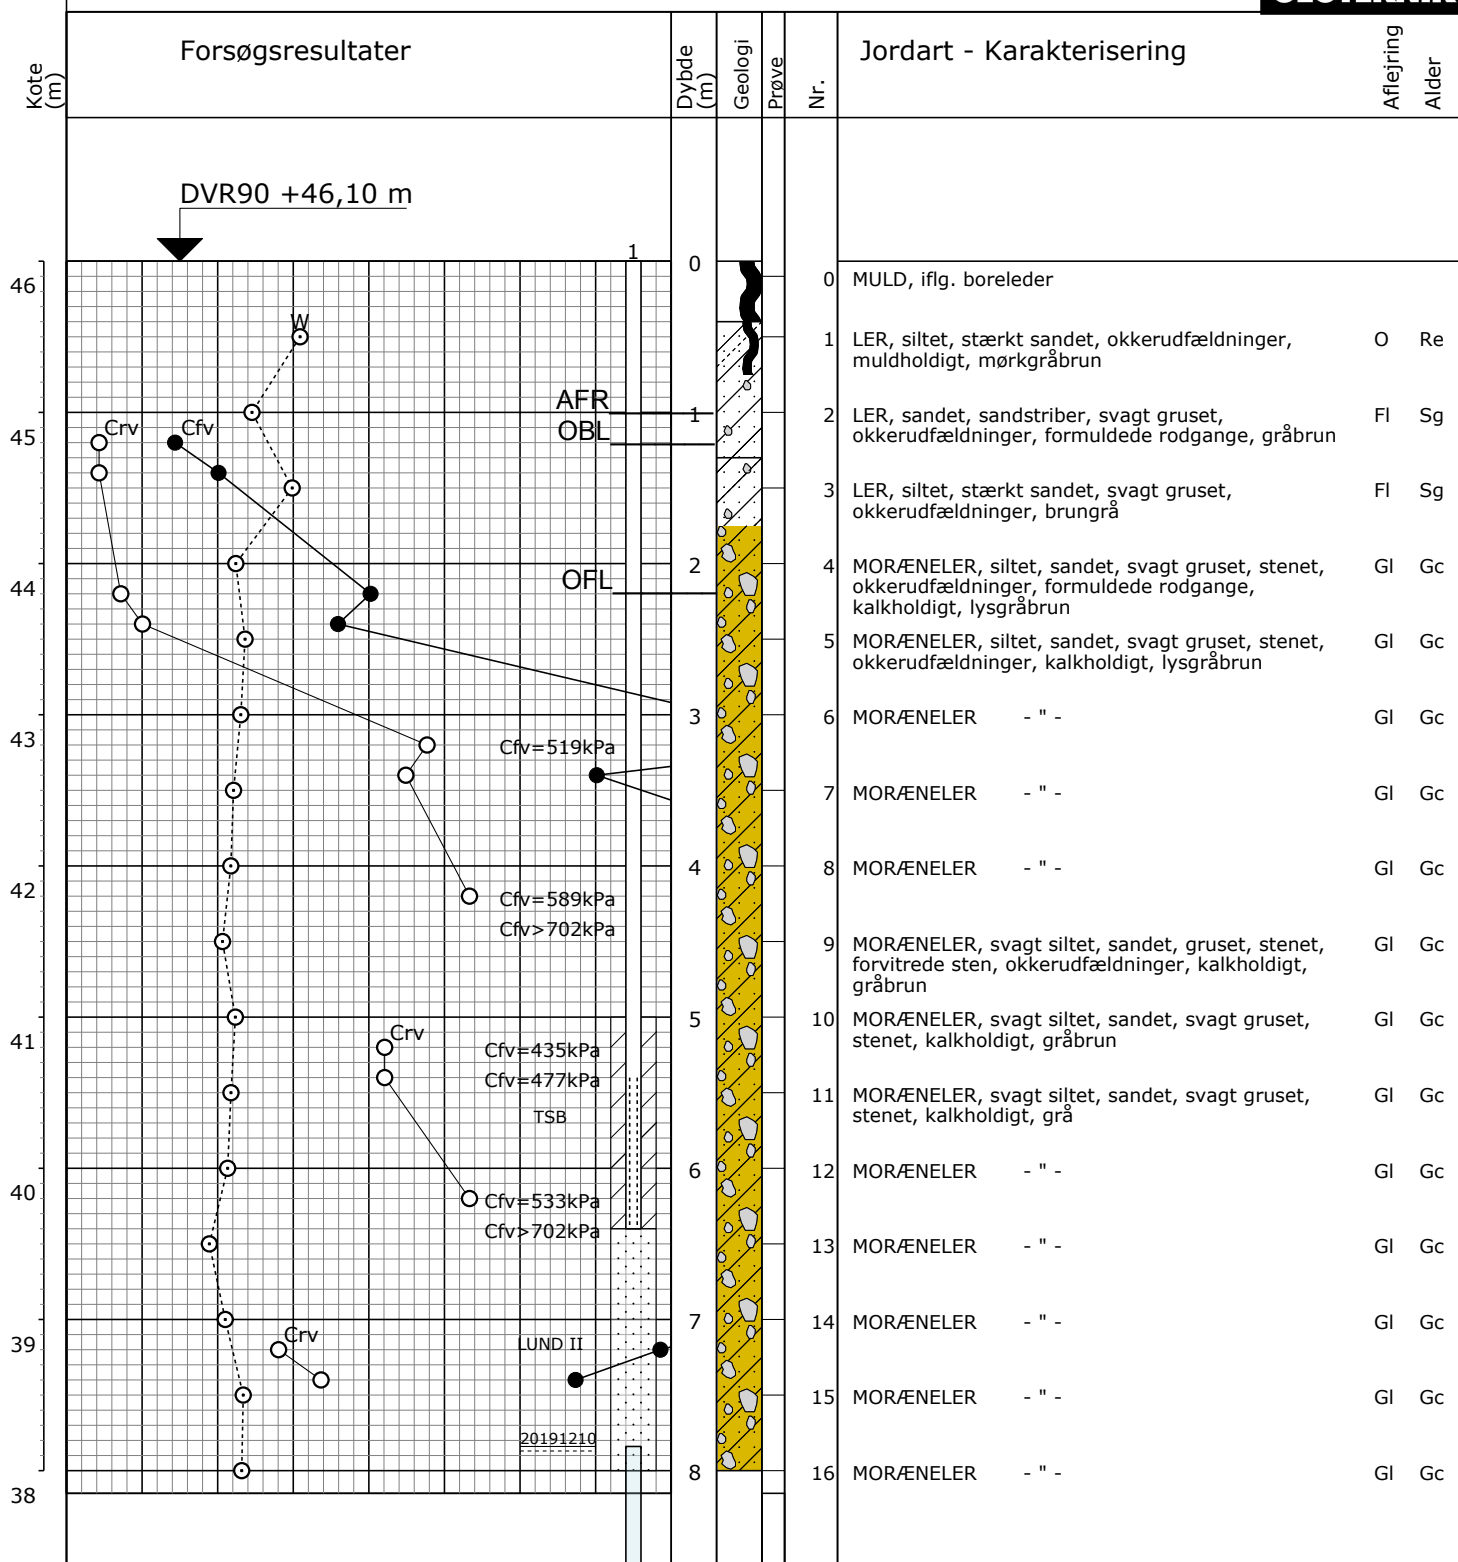 Kote (m)
Forsøgsresultater
Dybde (m)
Geologi
Prøve
Nr.
Jordart - Karakterisering
Aflejring
Alder
DVR90 +46,10 m
1
0
46
0 MULD, iflg. boreleder
W
1 LER, siltet, stærkt sandet, okkerudfældninger, O Re
muldholdigt, mørkgråbrun
AFR
1
2 LER, sandet, sandstriber, svagt gruset, Fl Sg
okkerudfældninger, formuldede rodgange, gråbrun
Crv
Cfv
OBL
45
3 LER, siltet, stærkt sandet, svagt gruset, Fl Sg
okkerudfældninger, brungrå
2
4 MORÆNELER, siltet, sandet, svagt gruset, stenet, Gl Gc
okkerudfældninger, formuldede rodgange,
kalkholdigt, lysgråbrun
OFL
44
5 MORÆNELER, siltet, sandet, svagt gruset, stenet, Gl Gc
okkerudfældninger, kalkholdigt, lysgråbrun
3
6 MORÆNELER - " - Gl Gc
43
Cfv=519kPa
7 MORÆNELER - " - Gl Gc
4
8 MORÆNELER - " - Gl Gc
42
Cfv=589kPa
Cfv>702kPa
9 MORÆNELER, svagt siltet, sandet, gruset, stenet, Gl Gc
forvitrede sten, okkerudfældninger, kalkholdigt,
gråbrun
5
10 MORÆNELER, svagt siltet, sandet, svagt gruset, Gl Gc
stenet, kalkholdigt, gråbrun
41
Crv
Cfv=435kPa
Cfv=477kPa
11 MORÆNELER, svagt siltet, sandet, svagt gruset, Gl Gc
stenet, kalkholdigt, grå
TSB
6
12 MORÆNELER - " - Gl Gc
40
Cfv=533kPa
Cfv>702kPa
13 MORÆNELER - " - Gl Gc
7
14 MORÆNELER - " - Gl Gc
39
Crv
LUND II
15 MORÆNELER - " - Gl Gc
20191210
8
16 MORÆNELER - " - Gl Gc
38